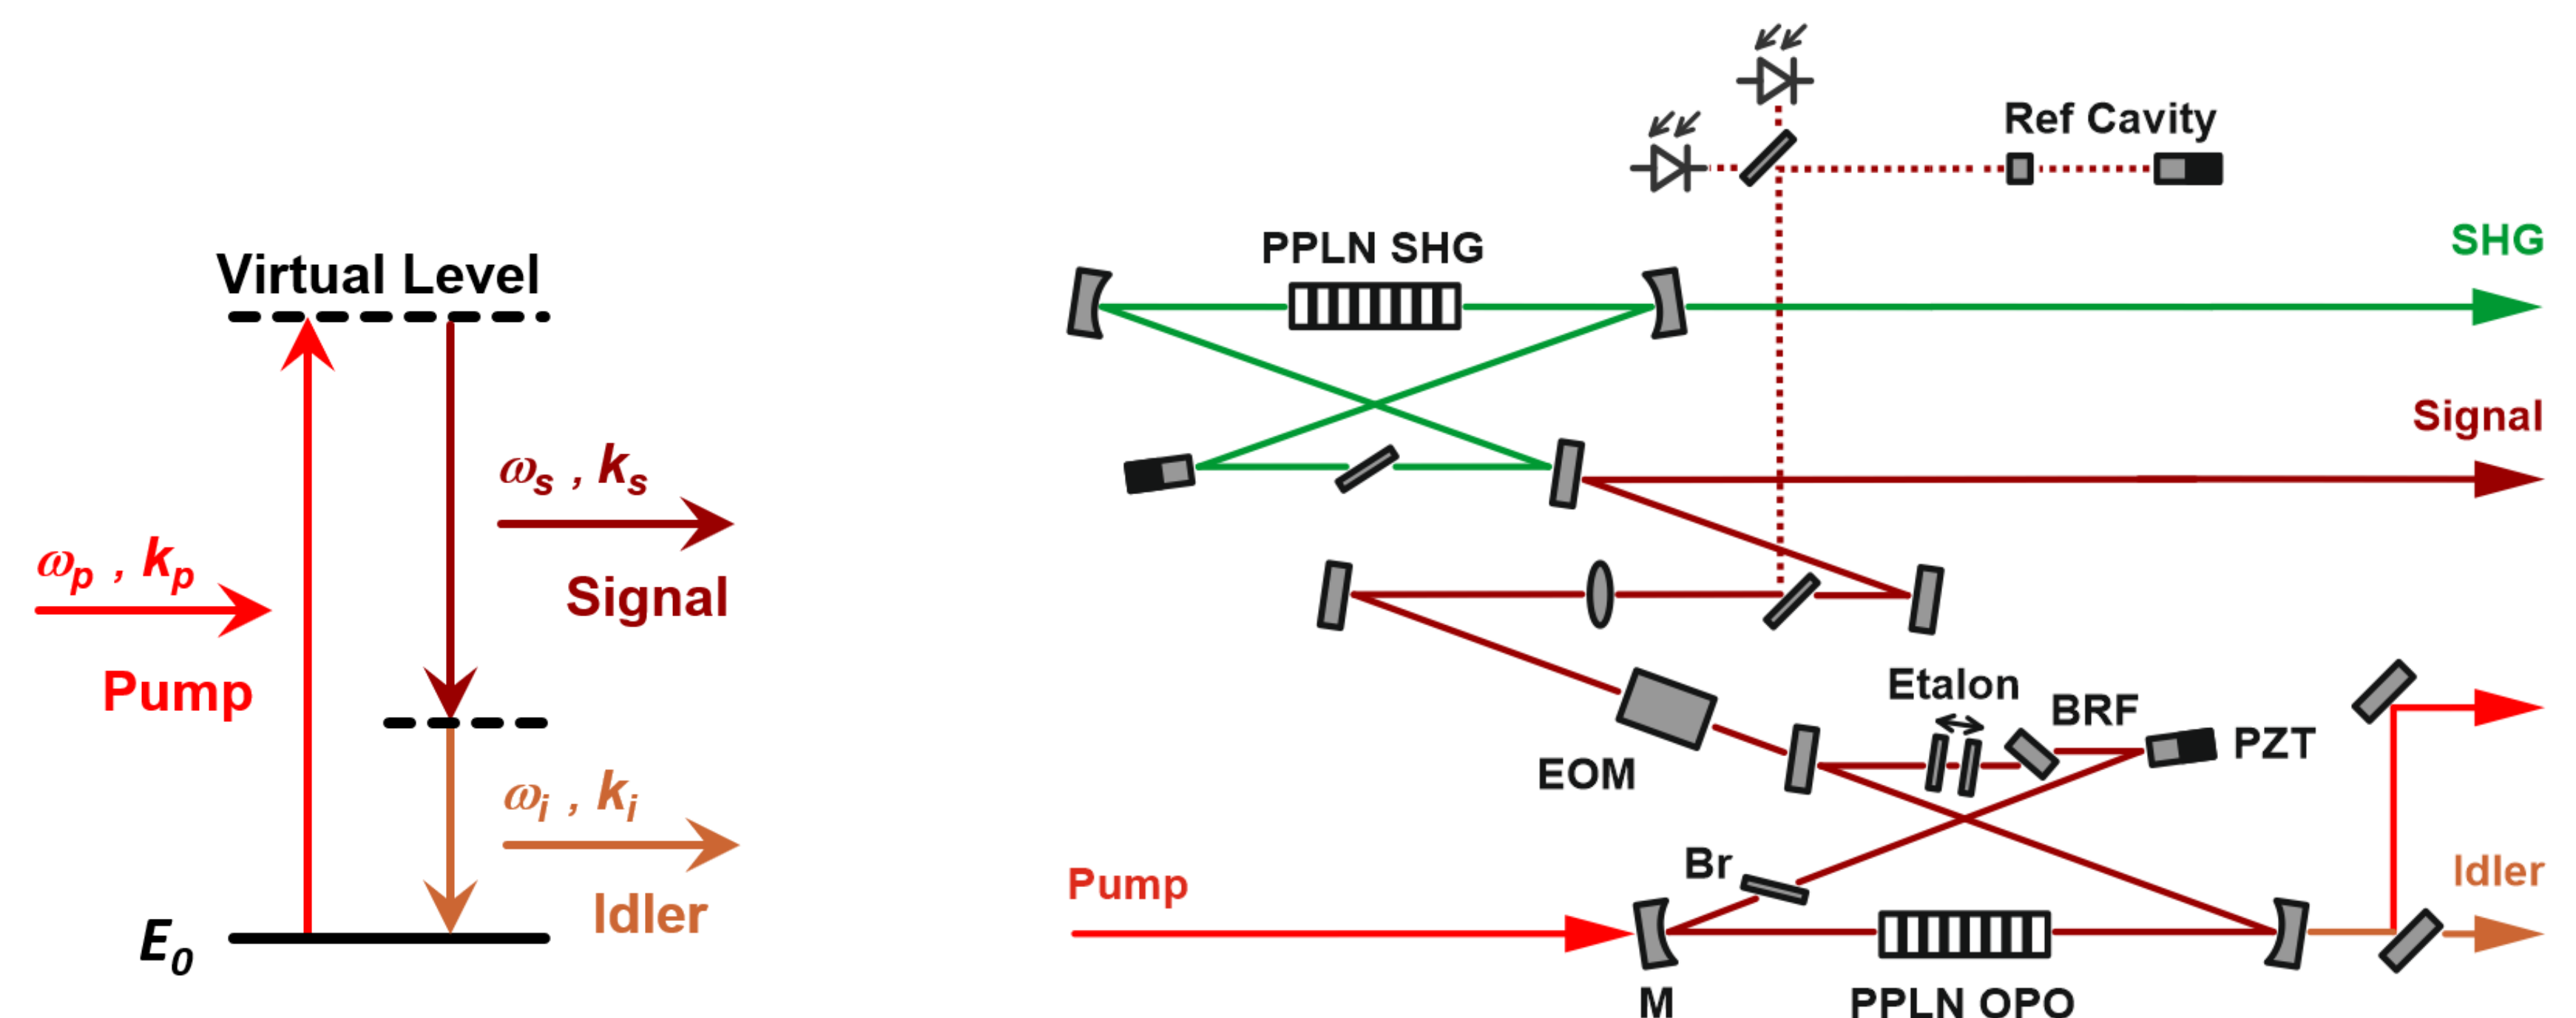 Virtual Level
ωs , ks
Signal
ωp , kp
Pump
ωi , ki
Idler
E0
Ref Cavity
PPLN SHG
SHG
Signal
Etalon
BRF
PZT
EOM
Br
Pump
Idler
M
PPLN OPO